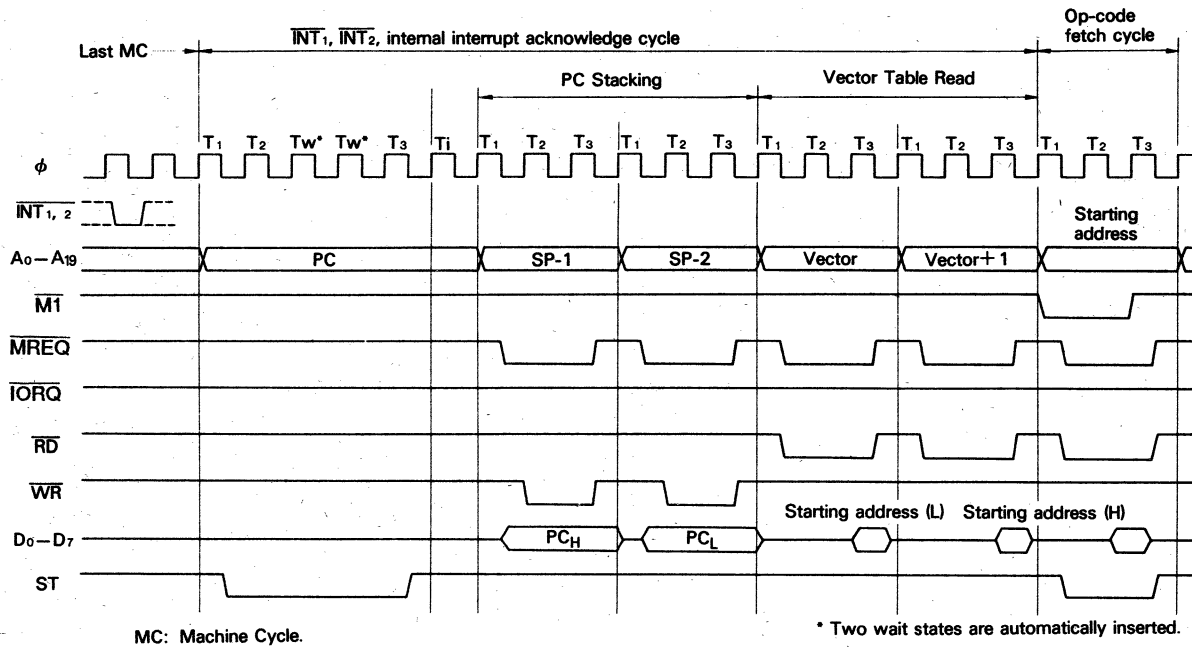 Last MC
INT1, INT2, internal interrupt acknowledge cycle
Op-code
fetch cycle
PC Stacking
Vector Table Read
T1 T2 Tw* Tw* T3 Ti T1 T2 T3 T1 T2 T3 T1 T2 T3 T1 T2 T3 T1 T2 T3
φ
INT1, 2
Starting
address
A0–A19 PC SP-1 SP-2 Vector Vector+1
M1
MREQ
IORQ
RD
WR
Starting address (L) Starting address (H)
D0–D7 PCH PCL
ST
MC: Machine Cycle.
* Two wait states are automatically inserted.